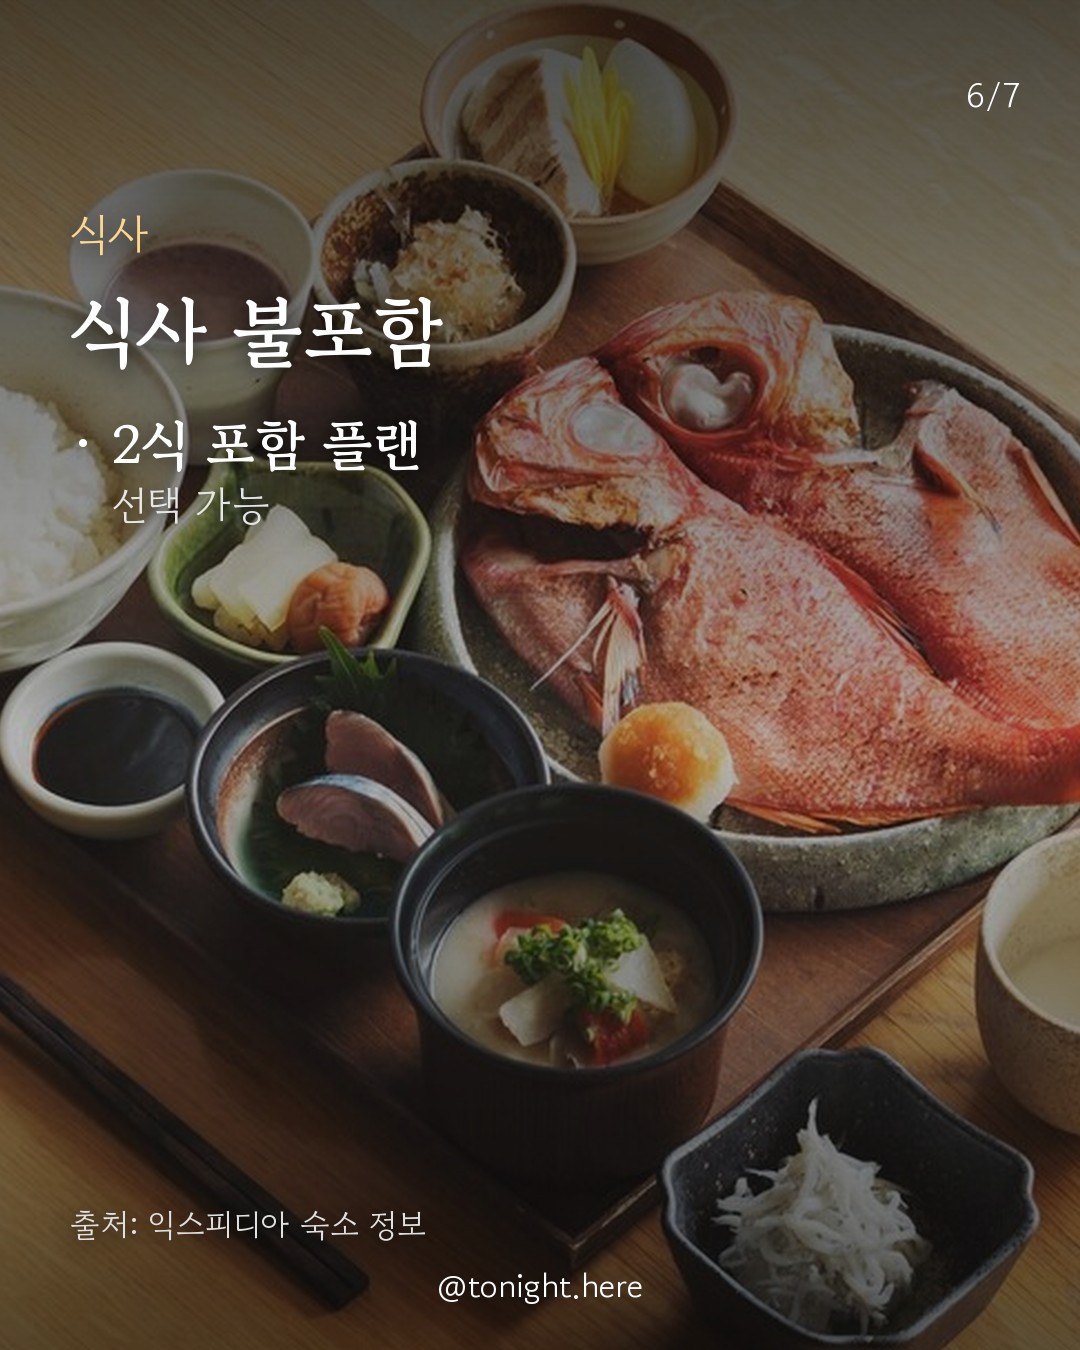 6/7
식사
식사 불포함
· 2식 포함 플랜
선택 가능
출처: 익스피디아 숙소 정보
@tonight.here